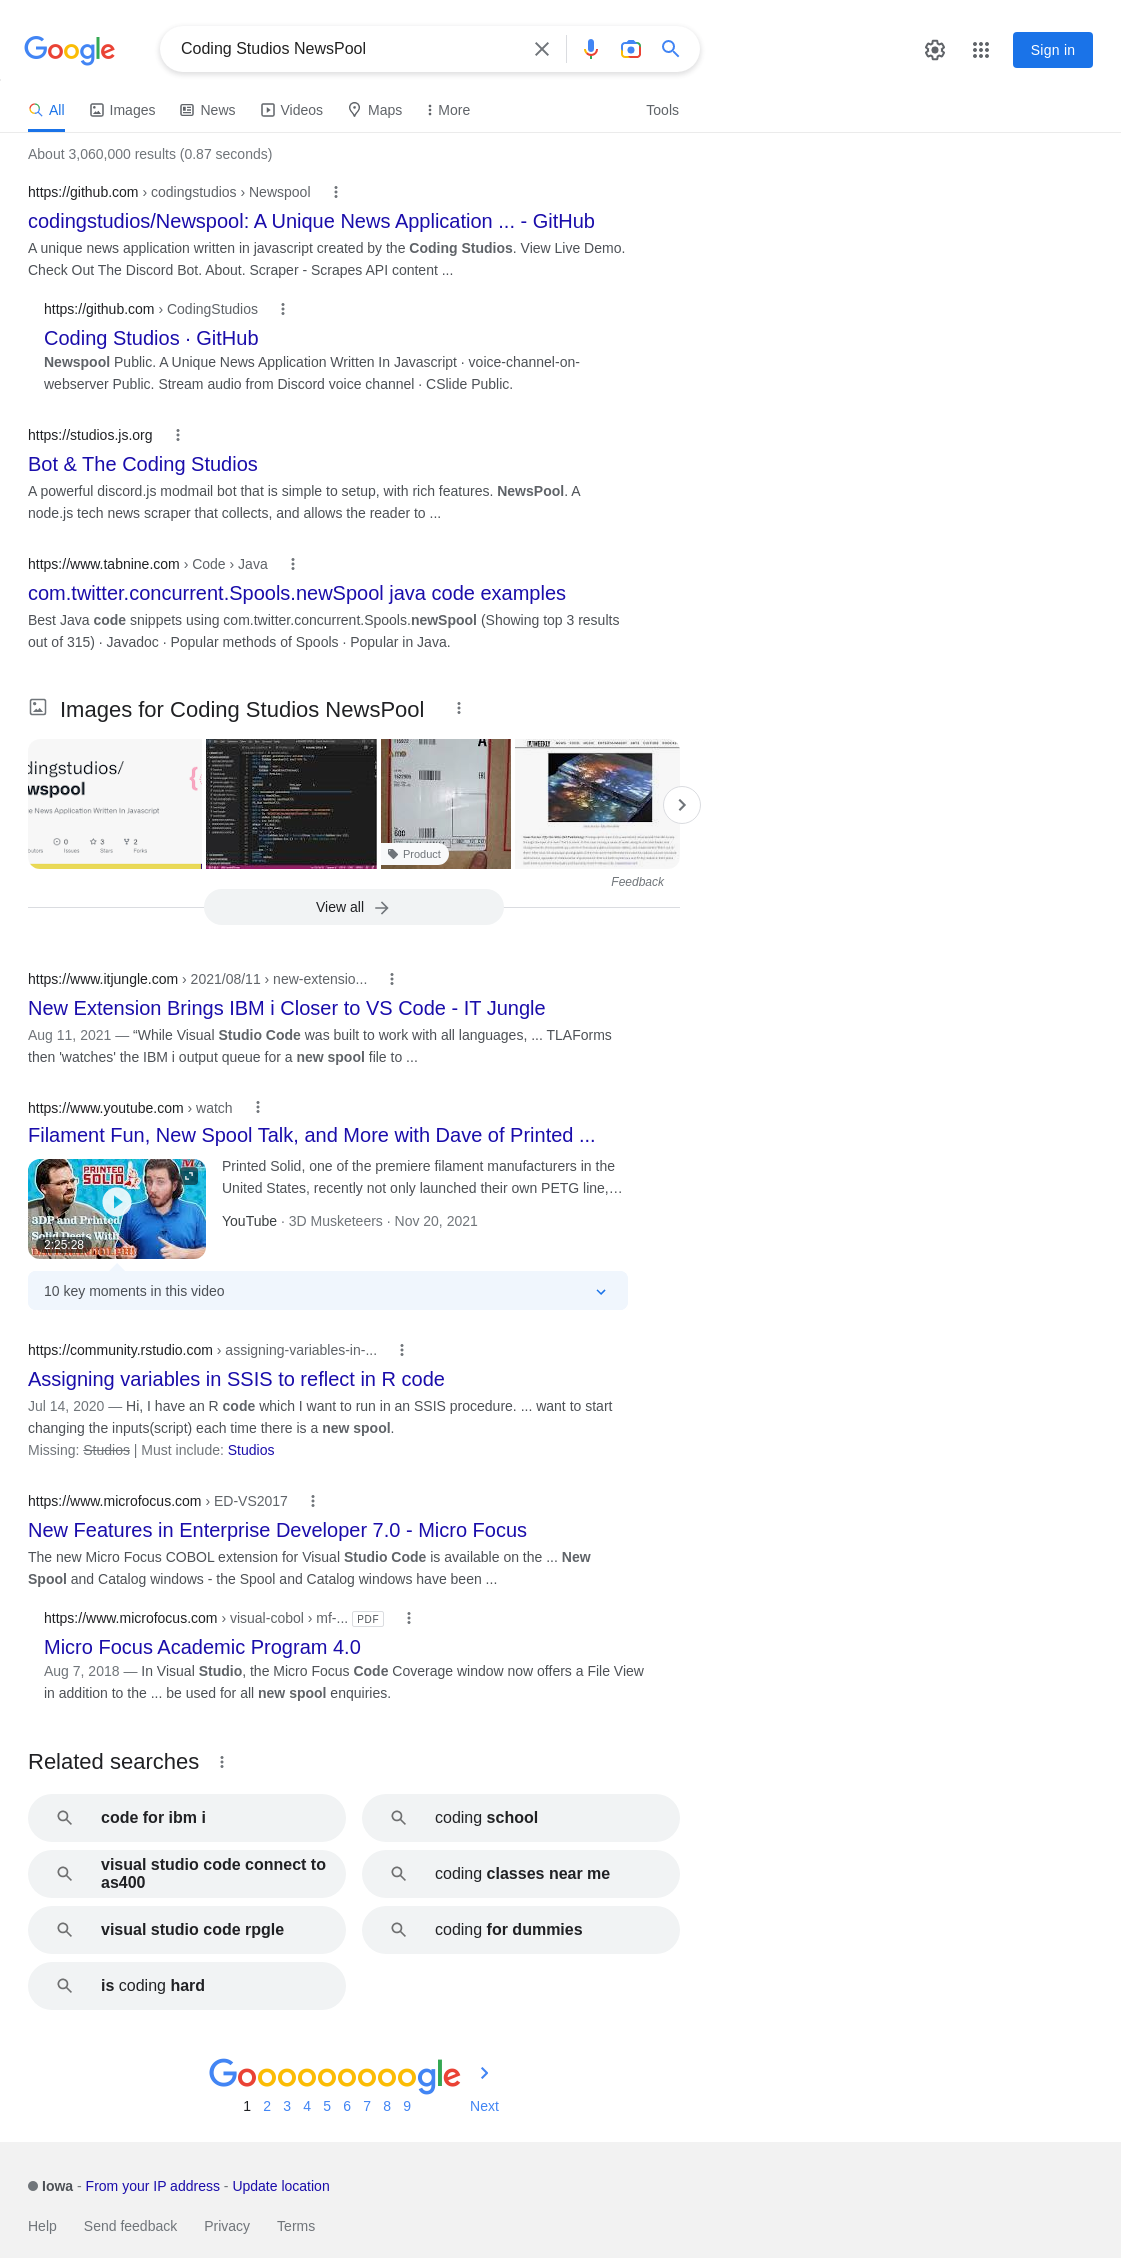 Google
Coding Studios NewsPool
Sign in
All Images News Videos Maps More Tools
About 3,060,000 results (0.87 seconds)
https://github.com › codingstudios › Newspool
codingstudios/Newspool: A Unique News Application ... - GitHub
A unique news application written in javascript created by the Coding Studios. View Live Demo.
Check Out The Discord Bot. About. Scraper - Scrapes API content ...
https://github.com › CodingStudios
Coding Studios · GitHub
Newspool Public. A Unique News Application Written In Javascript · voice-channel-on-
webserver Public. Stream audio from Discord voice channel · CSlide Public.
https://studios.js.org
Bot & The Coding Studios
A powerful discord.js modmail bot that is simple to setup, with rich features. NewsPool. A
node.js tech news scraper that collects, and allows the reader to ...
https://www.tabnine.com › Code › Java
com.twitter.concurrent.Spools.newSpool java code examples
Best Java code snippets using com.twitter.concurrent.Spools.newSpool (Showing top 3 results
out of 315) · Javadoc · Popular methods of Spools · Popular in Java.
Images for Coding Studios NewsPool
dingstudios/
wspool
e News Application Written In Javascript
0 3 2
Issues Stars Forks
Product
Feedback
View all
https://www.itjungle.com › 2021/08/11 › new-extensio...
New Extension Brings IBM i Closer to VS Code - IT Jungle
Aug 11, 2021 — “While Visual Studio Code was built to work with all languages, ... TLAForms
then 'watches' the IBM i output queue for a new spool file to ...
https://www.youtube.com › watch
Filament Fun, New Spool Talk, and More with Dave of Printed ...
PRINTED
SOLID
3DP and Printed
Solid Deets With
2:25:28
Printed Solid, one of the premiere filament manufacturers in the
United States, recently not only launched their own PETG line,...
YouTube · 3D Musketeers · Nov 20, 2021
10 key moments in this video
https://community.rstudio.com › assigning-variables-in-...
Assigning variables in SSIS to reflect in R code
Jul 14, 2020 — Hi, I have an R code which I want to run in an SSIS procedure. ... want to start
changing the inputs(script) each time there is a new spool.
Missing: Studios | Must include: Studios
https://www.microfocus.com › ED-VS2017
New Features in Enterprise Developer 7.0 - Micro Focus
The new Micro Focus COBOL extension for Visual Studio Code is available on the ... New
Spool and Catalog windows - the Spool and Catalog windows have been ...
https://www.microfocus.com › visual-cobol › mf-... PDF
Micro Focus Academic Program 4.0
Aug 7, 2018 — In Visual Studio, the Micro Focus Code Coverage window now offers a File View
in addition to the ... be used for all new spool enquiries.
Related searches
code for ibm i
coding school
visual studio code connect to
as400
coding classes near me
visual studio code rpgle
coding for dummies
is coding hard
Goooooooooogle
1 2 3 4 5 6 7 8 9 Next
Iowa - From your IP address - Update location
Help Send feedback Privacy Terms